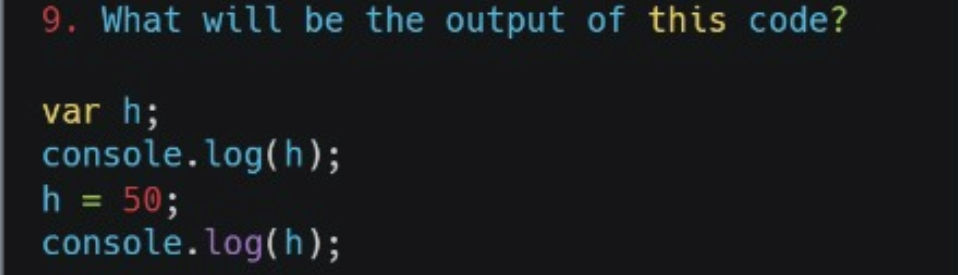 9. What will be the output of this code?
var h;
console.log(h);
h = 50;
console.log(h);